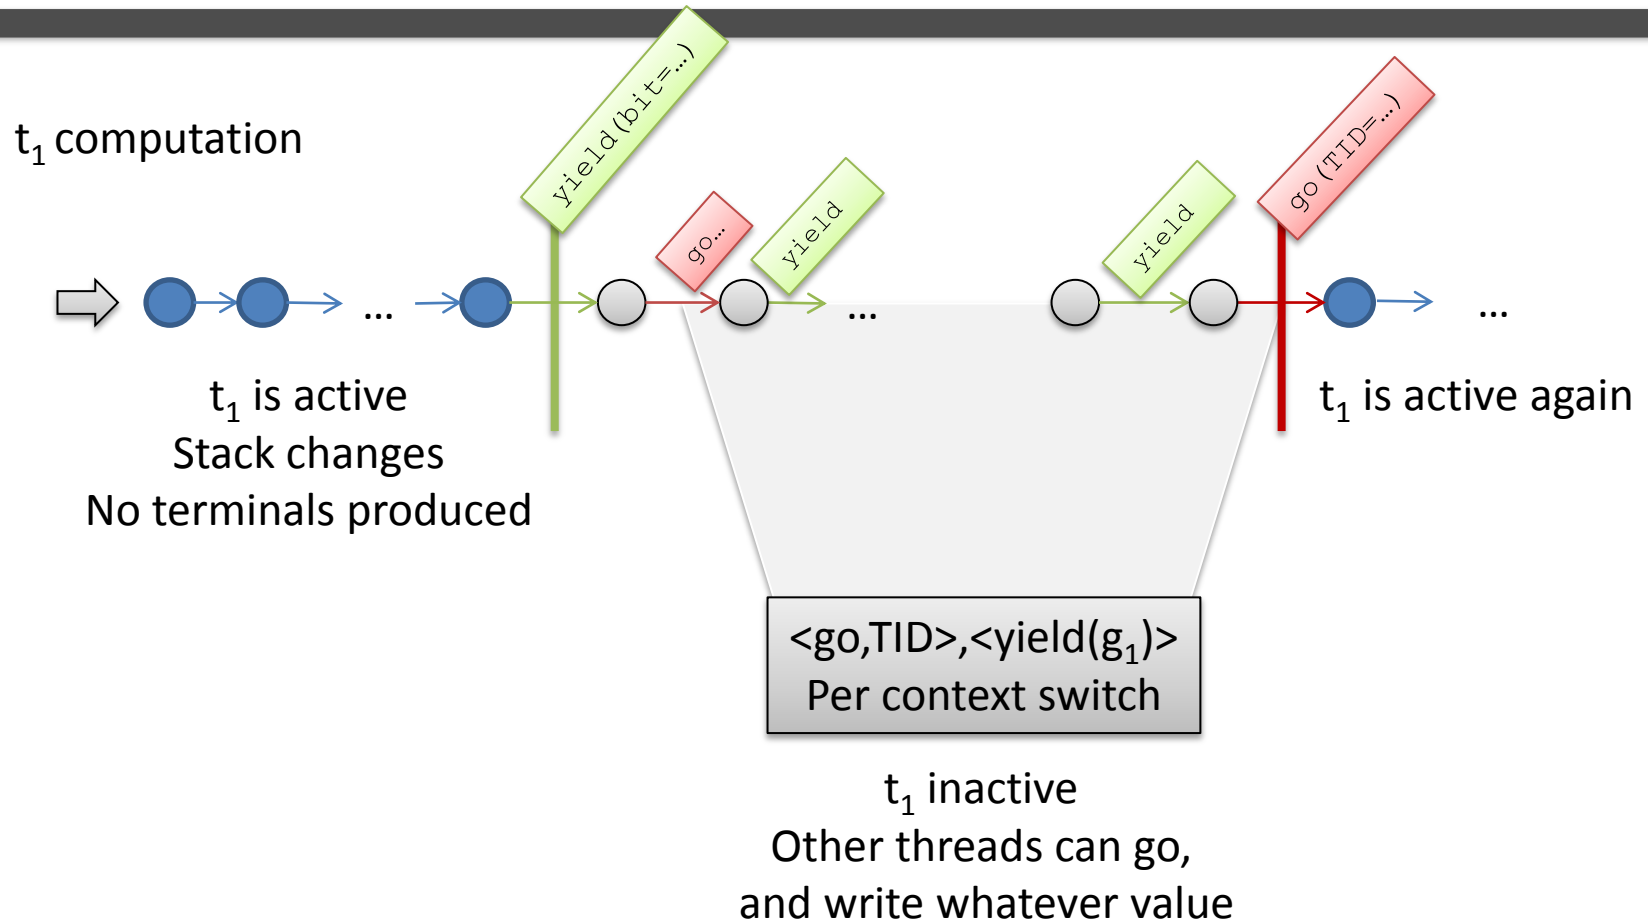 yield(bit=…)
go(TID=…)
t₁ computation
go…
yield
yield
...
...
...
t₁ is active
Stack changes
No terminals produced
t₁ is active again
<go,TID>,<yield(g₁)>
Per context switch
t₁ inactive
Other threads can go,
and write whatever value